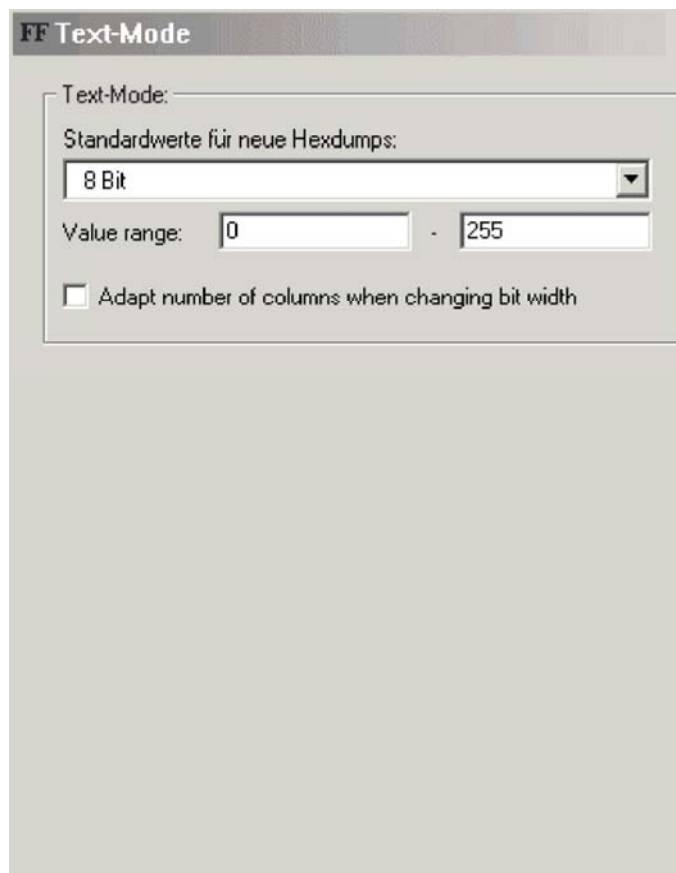 FF Text-Mode
Text-Mode:
Standardwerte für neue Hexdumps:
8 Bit
Value range: 0 - 255
Adapt number of columns when changing bit width